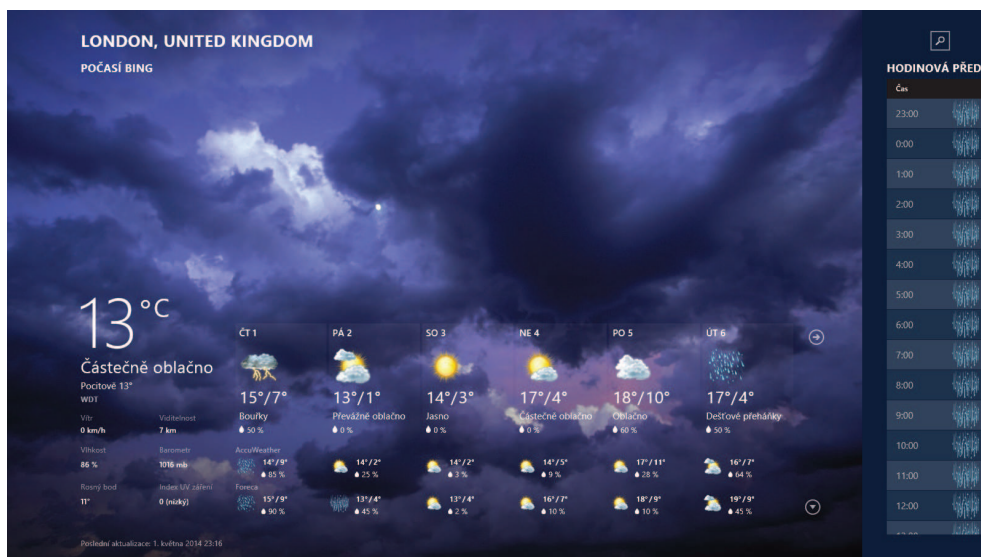 LONDON, UNITED KINGDOM
POČASÍ BING
13°C
Částečně oblačno
Pocitově 13°
WDT
Vítr Viditelnost
0 km/h 7 km
Vlhkost Barometr
86 % 1016 mb
Rosný bod Index UV záření
11° 0 (nízký)
ČT 1 PÁ 2 SO 3 NE 4 PO 5 ÚT 6
15°/7° 13°/1° 14°/3° 17°/4° 18°/10° 17°/4°
Bouřky Převážně oblačno Jasno Částečně oblačno Oblačno Dešťové přeháňky
50 % 0 % 0 % 0 % 60 % 50 %
AccuWeather
14°/9° 14°/2° 14°/2° 14°/5° 17°/11° 16°/7°
85 % 25 % 3 % 9 % 28 % 64 %
Foreca
15°/9° 13°/4° 13°/4° 16°/7° 18°/9° 19°/9°
90 % 45 % 2 % 10 % 10 % 45 %
Poslední aktualizace: 1. května 2014 23:16
HODINOVÁ PŘED
Čas
23:00
0:00
1:00
2:00
3:00
4:00
5:00
6:00
7:00
8:00
9:00
10:00
11:00
12:00